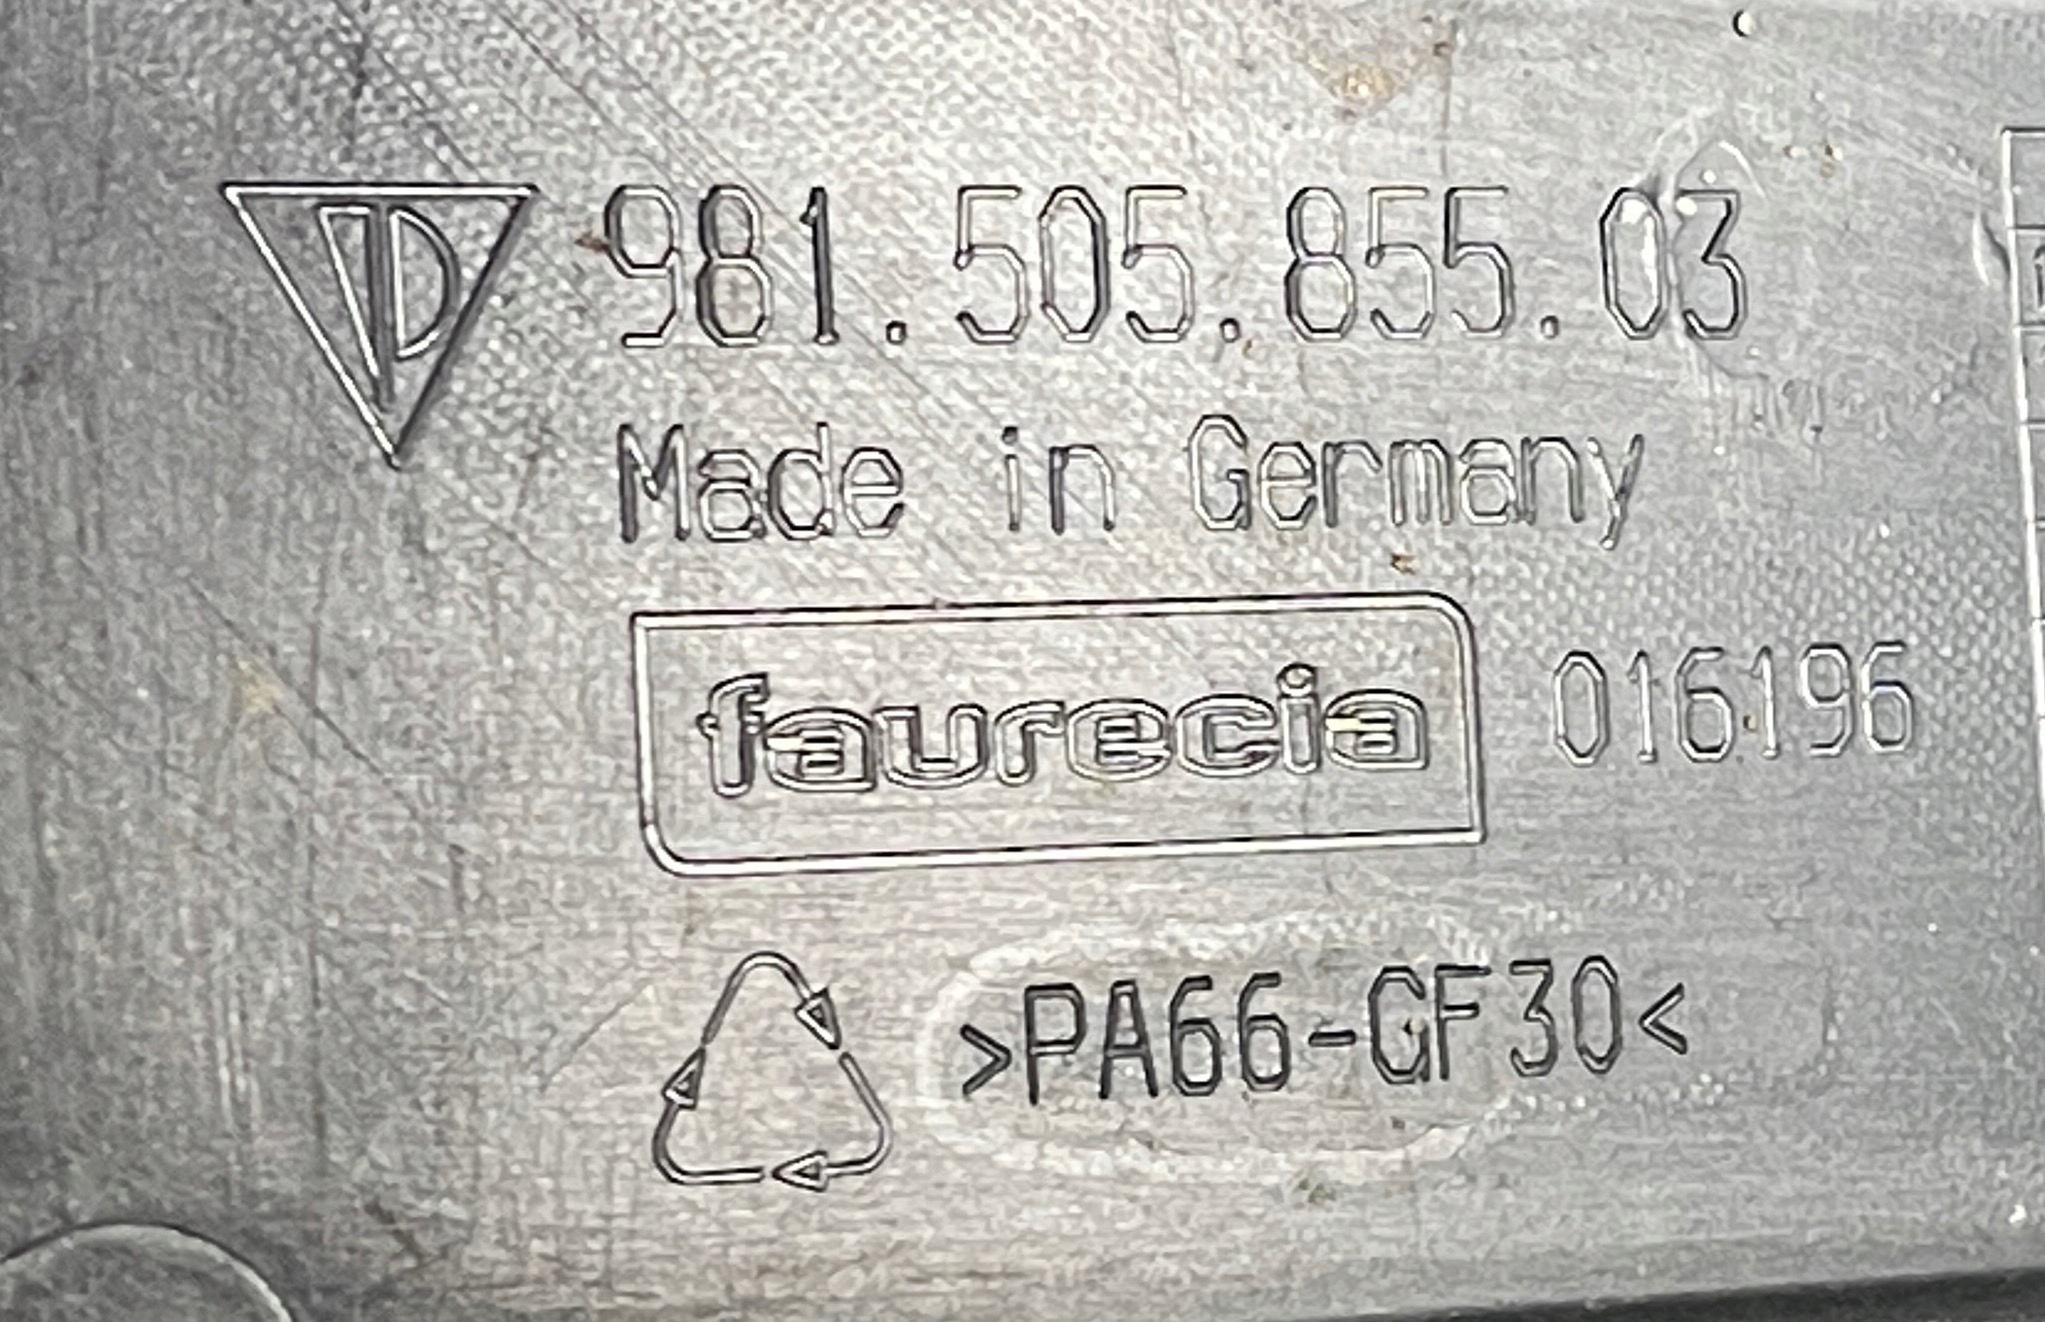 981.505.855.03
Made in Germany
faurecia 016196
>PA66-GF30<